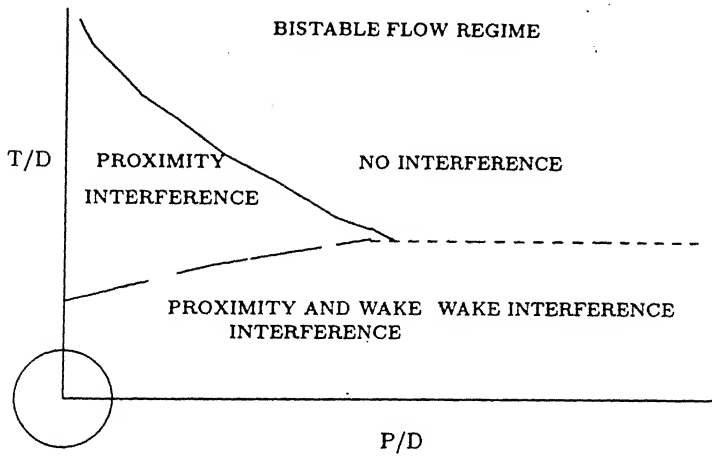 BISTABLE FLOW REGIME
T/D
PROXIMITY
INTERFERENCE
NO INTERFERENCE
PROXIMITY AND WAKE
INTERFERENCE
WAKE INTERFERENCE
P/D